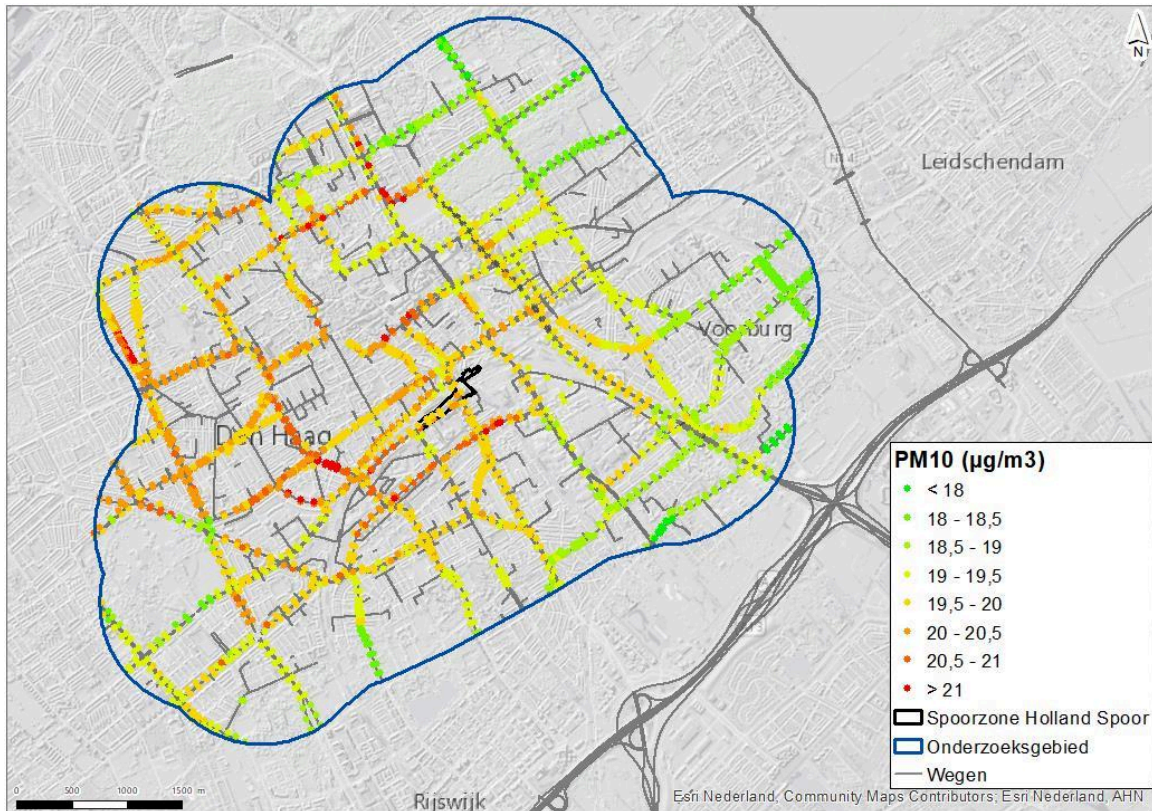 N
Leidschendam
N14
Voorburg
Den Haag
Rijswijk
PM10 (µg/m3)
< 18
18 - 18,5
18,5 - 19
19 - 19,5
19,5 - 20
20 - 20,5
20,5 - 21
> 21
Spoorzone Holland Spoor
Onderzoeksgebied
Wegen
0 500 1000 1500 m
Esri Nederland, Community Maps Contributors, Esri Nederland, AHN